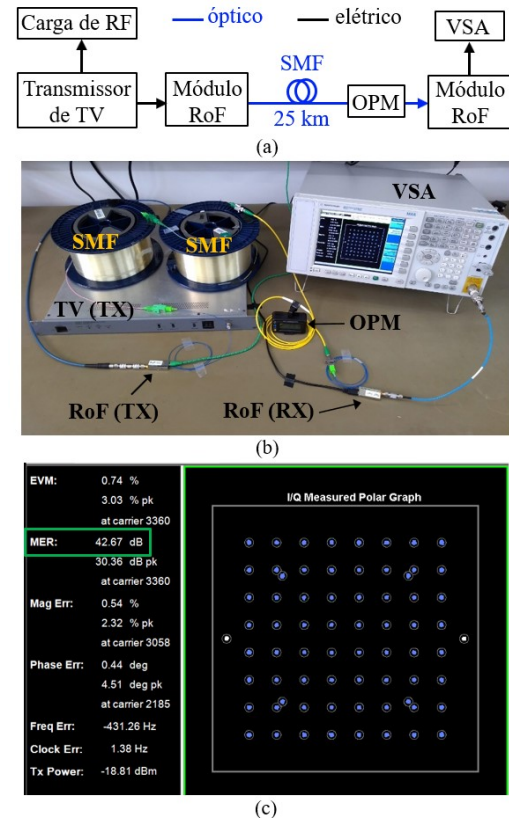 Carga de RF
óptico
elétrico
VSA
Transmissor
de TV
Módulo
RoF
SMF
25 km
OPM
Módulo
RoF
(a)
VSA
SMF
SMF
TV (TX)
OPM
RoF (TX)
RoF (RX)
(b)
EVM: 0.74 %
3.03 % pk
at carrier 3360
MER: 42.67 dB
30.36 dB pk
at carrier 3360
Mag Err: 0.54 %
2.32 % pk
at carrier 3058
Phase Err: 0.44 deg
4.51 deg pk
at carrier 2185
Freq Err: -431.26 Hz
Clock Err: 1.38 Hz
Tx Power: -18.81 dBm
I/Q Measured Polar Graph
(c)